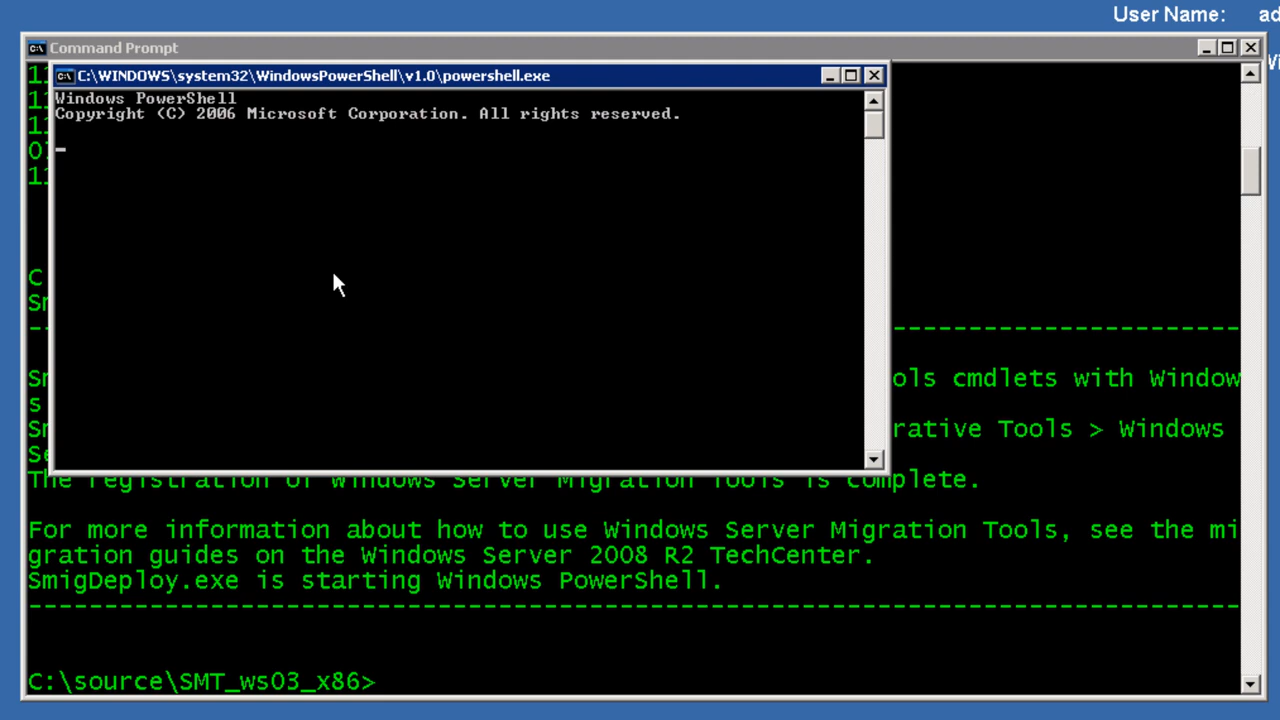 User Name:
Command Prompt
C:\WINDOWS\system32\WindowsPowerShell\v1.0\powershell.exe
Windows PowerShell
Copyright (C) 2006 Microsoft Corporation. All rights reserved.
ols cmdlets with Window
s
rative Tools > Windows
The registration of Windows Server Migration Tools is complete.
For more information about how to use Windows Server Migration Tools, see the mi
gration guides on the Windows Server 2008 R2 TechCenter.
SmigDeploy.exe is starting Windows PowerShell.
C:\source\SMT_ws03_x86>